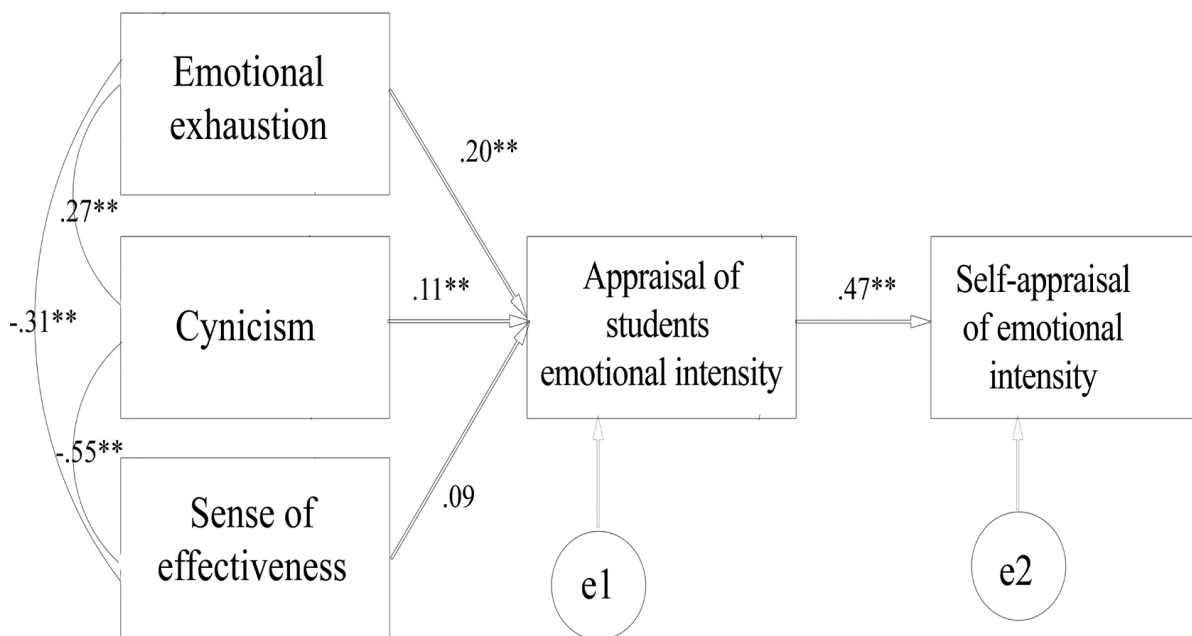 Emotional
exhaustion
.20**
.27**
Cynicism
.11**
-.31**
-.55**
Sense of
effectiveness
.09
Appraisal of
students
emotional intensity
.47**
Self-appraisal
of emotional
intensity
e1
e2